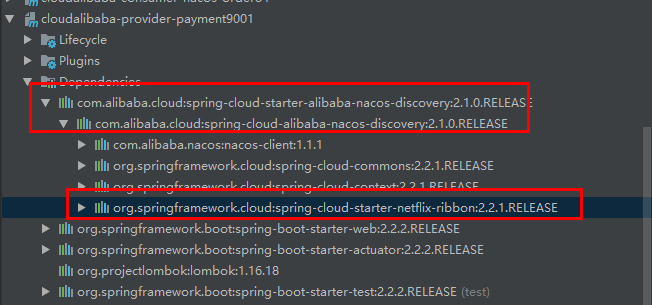 cloudalibaba-consumer-nacos-order84
cloudalibaba-provider-payment9001
Lifecycle
Plugins
Dependencies
com.alibaba.cloud:spring-cloud-starter-alibaba-nacos-discovery:2.1.0.RELEASE
com.alibaba.cloud:spring-cloud-alibaba-nacos-discovery:2.1.0.RELEASE
com.alibaba.nacos:nacos-client:1.1.1
org.springframework.cloud:spring-cloud-commons:2.2.1.RELEASE
org.springframework.cloud:spring-cloud-context:2.2.1.RELEASE
org.springframework.cloud:spring-cloud-starter-netflix-ribbon:2.2.1.RELEASE
org.springframework.boot:spring-boot-starter-web:2.2.2.RELEASE
org.springframework.boot:spring-boot-starter-actuator:2.2.2.RELEASE
org.projectlombok:lombok:1.16.18
org.springframework.boot:spring-boot-starter-test:2.2.2.RELEASE (test)